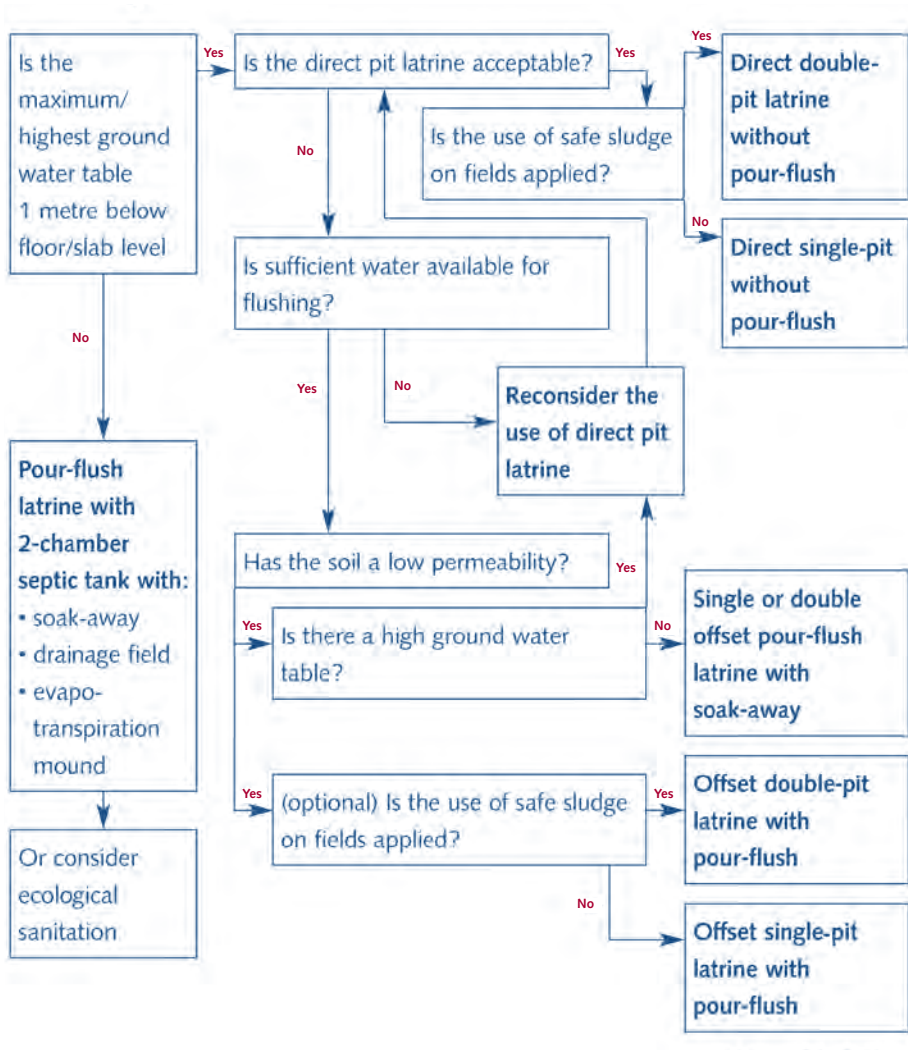 Is the
maximum/
highest ground
water table
1 metre below
floor/slab level
Yes
Is the direct pit latrine acceptable?
Yes
Is the use of safe sludge
on fields applied?
Yes
Direct double-
pit latrine
without
pour-flush
No
Direct single-pit
without
pour-flush
No
Is sufficient water available for
flushing?
No
Reconsider the
use of direct pit
latrine
Yes
Has the soil a low permeability?
Yes
Is there a high ground water
table?
Yes
No
Single or double
offset pour-flush
latrine with
soak-away
Yes
(optional) Is the use of safe sludge
on fields applied?
Yes
Offset double-pit
latrine with
pour-flush
No
Offset single-pit
latrine with
pour-flush
No
Pour-flush
latrine with
2-chamber
septic tank with:
• soak-away
• drainage field
• evapo-
transpiration
mound
Or consider
ecological
sanitation